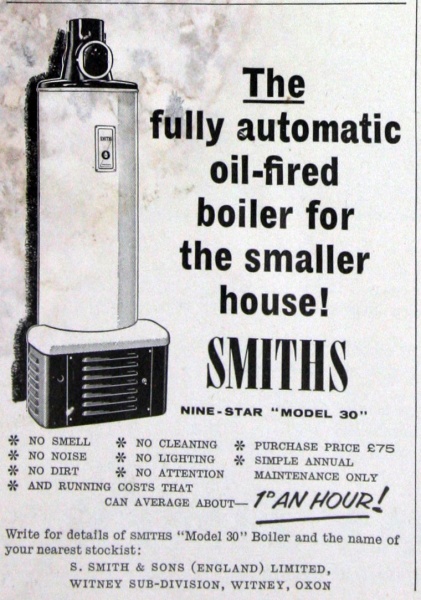 The
fully automatic
oil-fired
boiler for
the smaller
house!
SMITHS
NINE-STAR "MODEL 30"
* NO SMELL * NO CLEANING * PURCHASE PRICE £75
* NO NOISE * NO LIGHTING * SIMPLE ANNUAL
* NO DIRT * NO ATTENTION MAINTENANCE ONLY
* AND RUNNING COSTS THAT
CAN AVERAGE ABOUT— 1D AN HOUR!
Write for details of SMITHS "Model 30" Boiler and the name of
your nearest stockist:
S. SMITH & SONS (ENGLAND) LIMITED,
WITNEY SUB-DIVISION, WITNEY, OXON